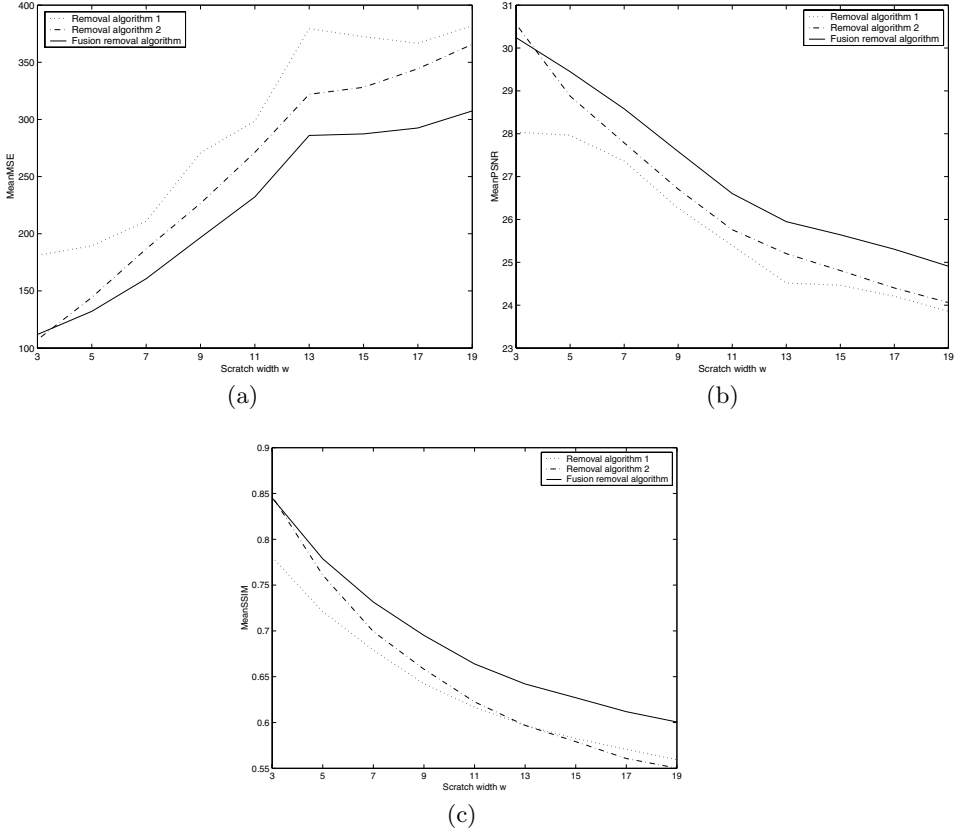 400
350
300
250
200
150
100
MeanMSE
Removal algorithm 1
Removal algorithm 2
Fusion removal algorithm
3 5 7 9 11 13 15 17 19
Scratch width w
(a)
31
30
29
28
27
26
25
24
23
MeanPSNR
Removal algorithm 1
Removal algorithm 2
Fusion removal algorithm
3 5 7 9 11 13 15 17 19
Scratch width w
(b)
0.9
0.85
0.8
0.75
0.7
0.65
0.6
0.55
MeanSSIM
Removal algorithm 1
Removal algorithm 2
Fusion removal algorithm
3 5 7 9 11 13 15 17 19
Scratch width w
(c)